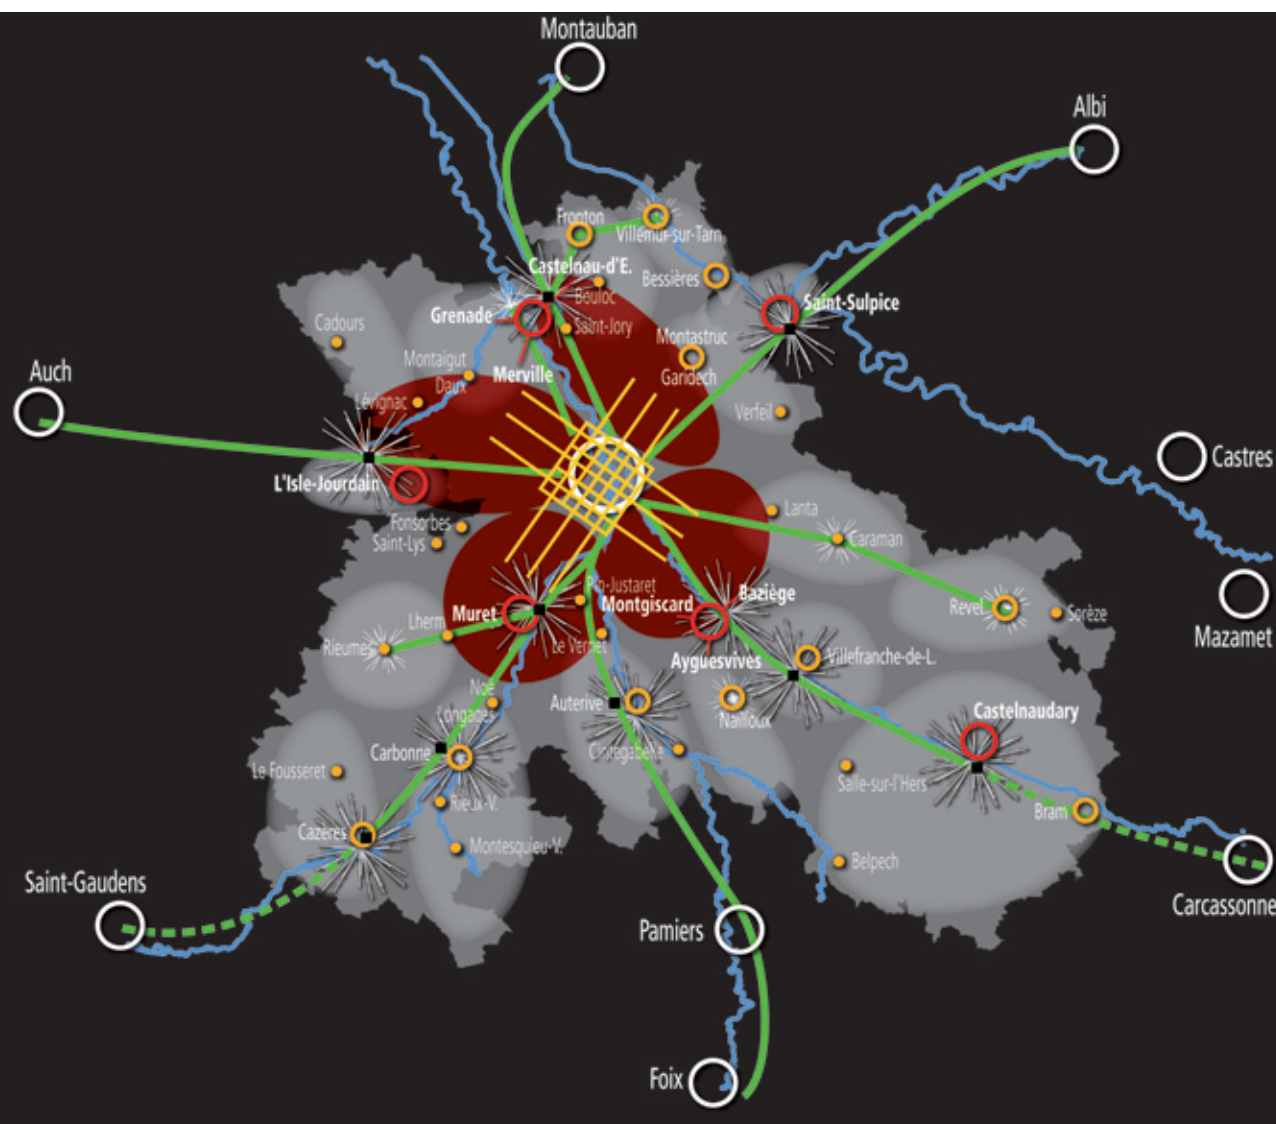 Montauban
Albi
Fronton
Villemur-sur-Tarn
Castelnau-d'E.
Bessières
Bouloc
Saint-Sulpice
Grenade
Cadours
Saint-Jory
Montastruc
Montaigut
Auch
Merville
Garidech
Daux
Lévignac
Verfeil
Castres
L'Isle-Jourdain
Lanta
Fonsorbes
Saint-Lys
Caraman
Pin-Justaret
Baziège
Montgiscard
Revel
Muret
Sorèze
Lherm
Mazamet
Rieumes
Le Vernet
Ayguesvives
Villefranche-de-L.
Noé
Longages
Auterive
Nailloux
Castelnaudary
Carbonne
Cintegabelle
Le Fousseret
Salle-sur-l'Hers
Rieux-V.
Bram
Cazères
Montesquieu-V.
Belpech
Saint-Gaudens
Carcassonne
Pamiers
Foix